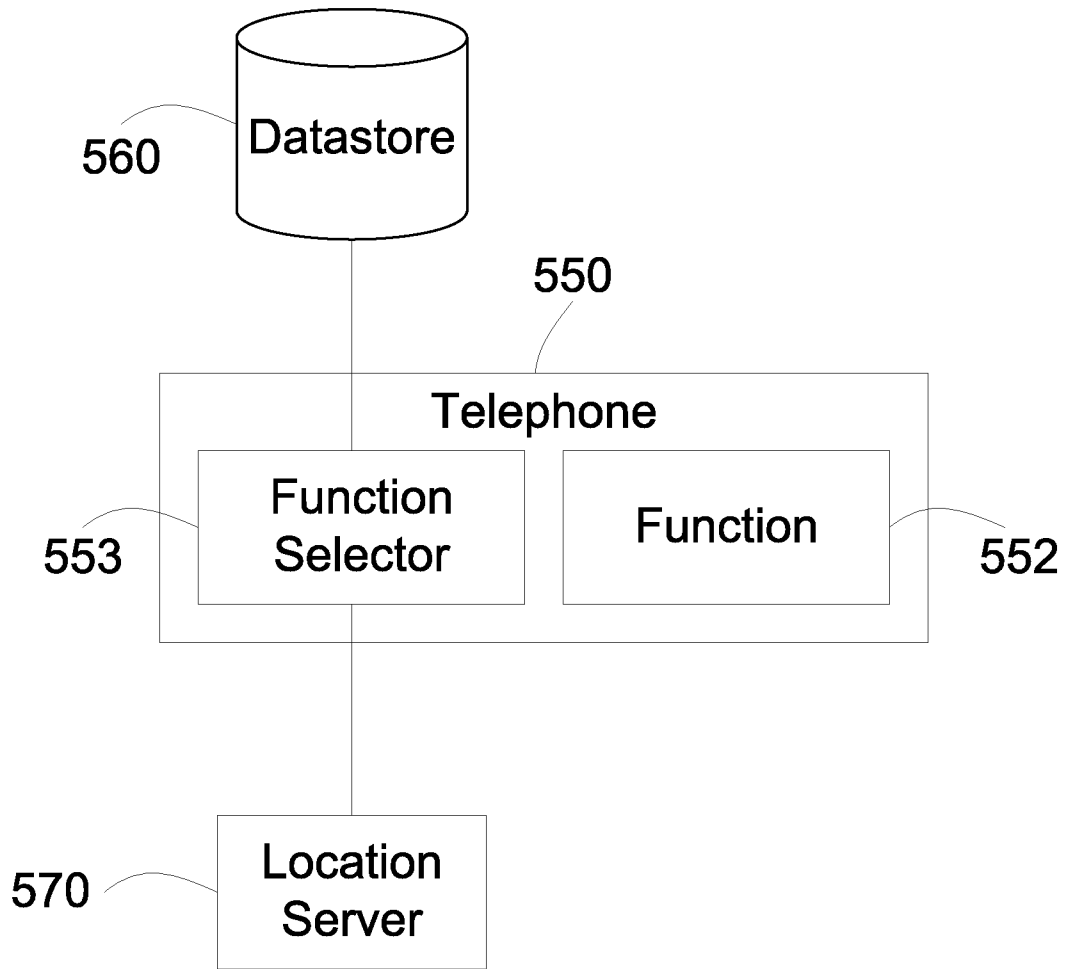 Datastore
560
550
Telephone
Function
Selector
Function
553
552
Location
Server
570